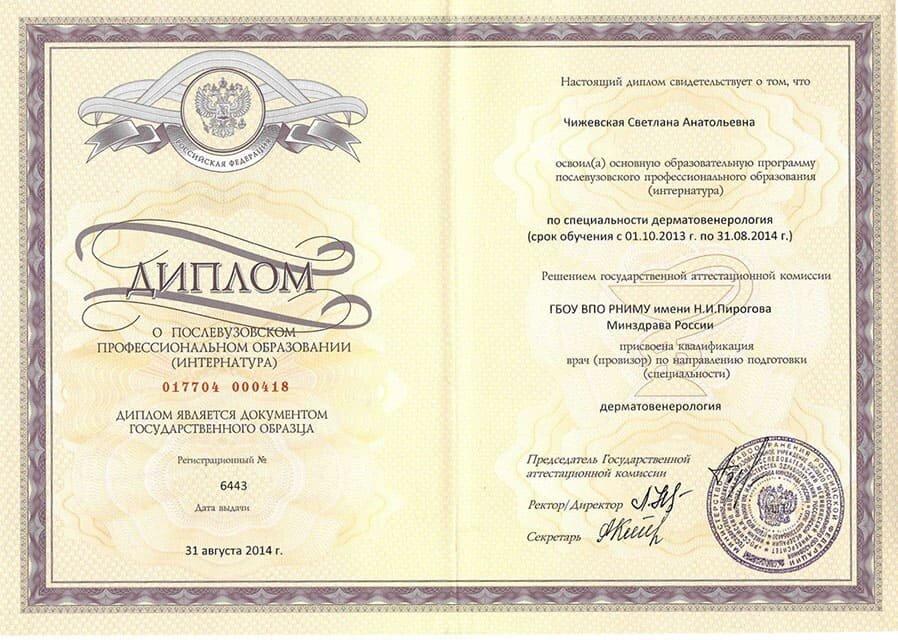 РОССИЙСКАЯ ФЕДЕРАЦИЯ
ДИПЛОМ
О ПОСЛЕВУЗОВСКОМ
ПРОФЕССИОНАЛЬНОМ ОБРАЗОВАНИИ
(ИНТЕРНАТУРА)
017704 000418
ДИПЛОМ ЯВЛЯЕТСЯ ДОКУМЕНТОМ
ГОСУДАРСТВЕННОГО ОБРАЗЦА
Регистрационный №
6443
Дата выдачи
31 августа 2014 г.
Настоящий диплом свидетельствует о том, что
Чижевская Светлана Анатольевна
освоил(а) основную образовательную программу
послевузовского профессионального образования
(интернатура)
по специальности дерматовенерология
(срок обучения с 01.10.2013 г. по 31.08.2014 г.)
Решением государственной аттестационной комиссии
ГБОУ ВПО РНИМУ имени Н.И.Пирогова
Минздрава России
присвоена квалификация
врач (провизор) по направлению подготовки
(специальности)
дерматовенерология
Председатель Государственной
аттестационной комиссии
Ректор/Директор
Секретарь